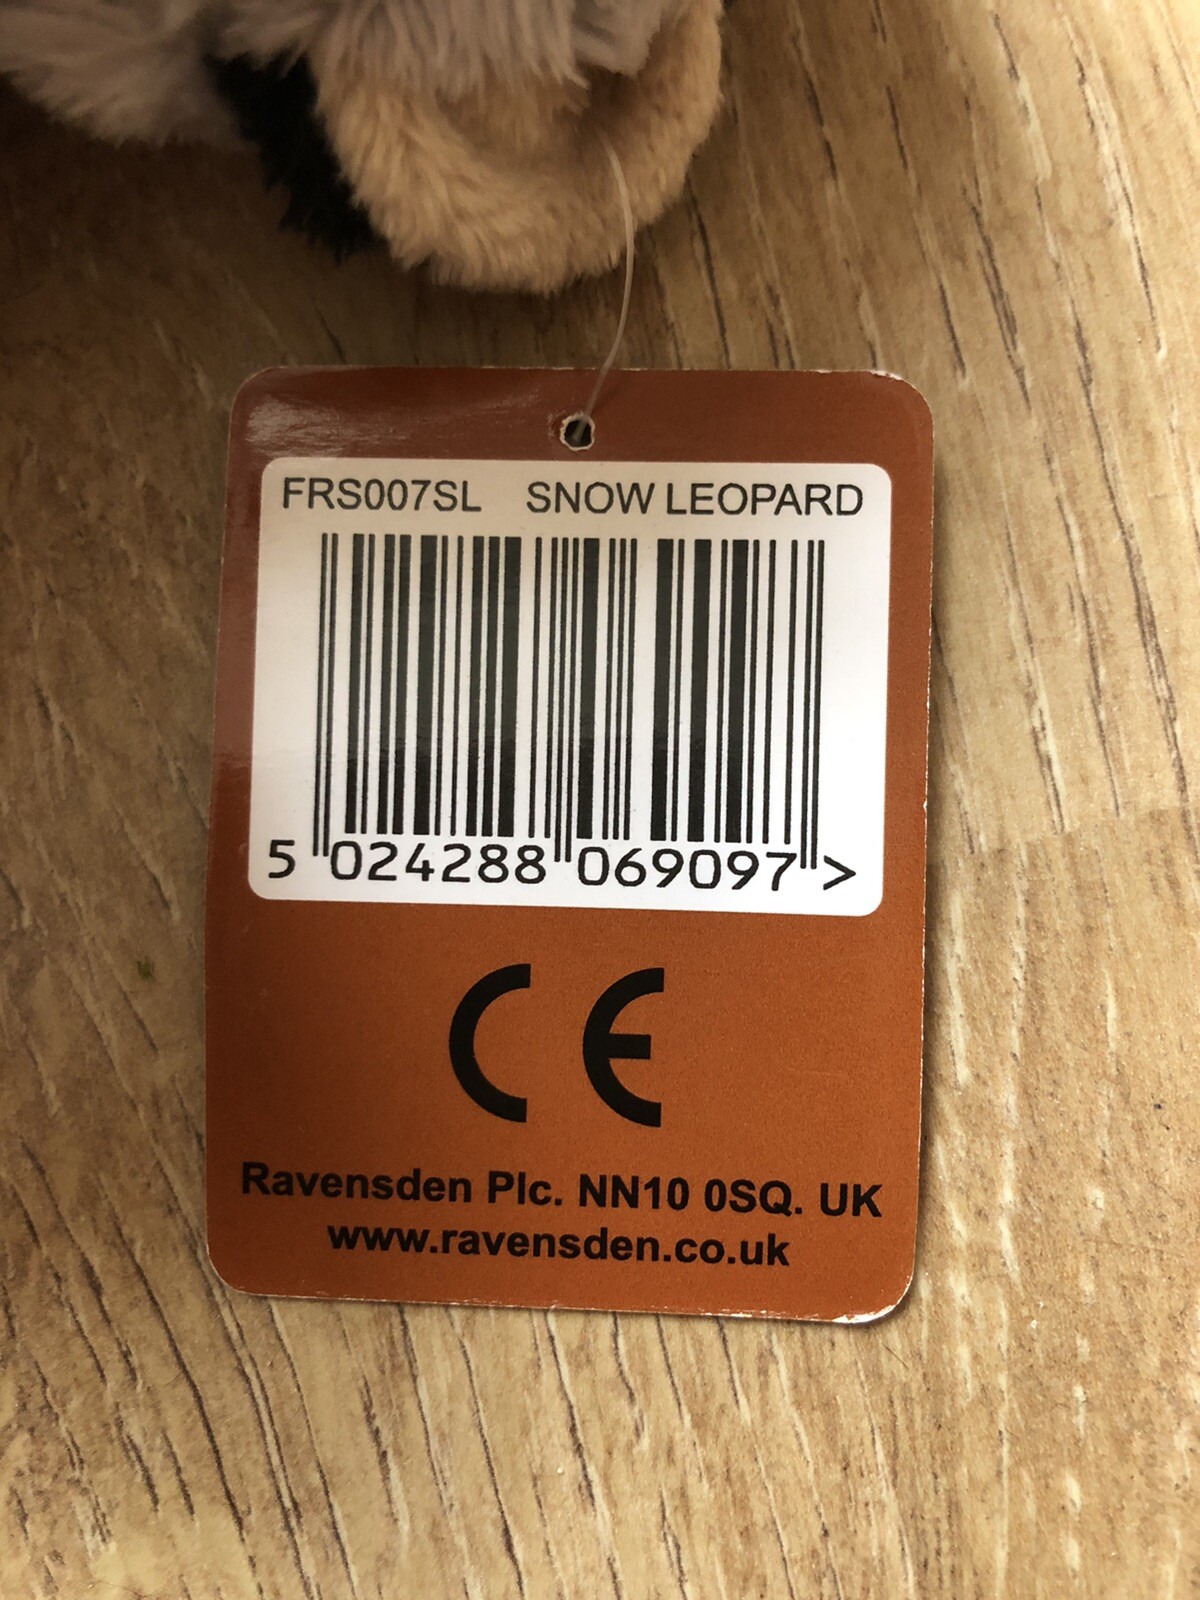 FRS007SL SNOW LEOPARD
5 024288 069097 >
CE
Ravensden Plc. NN10 0SQ. UK
www.ravensden.co.uk